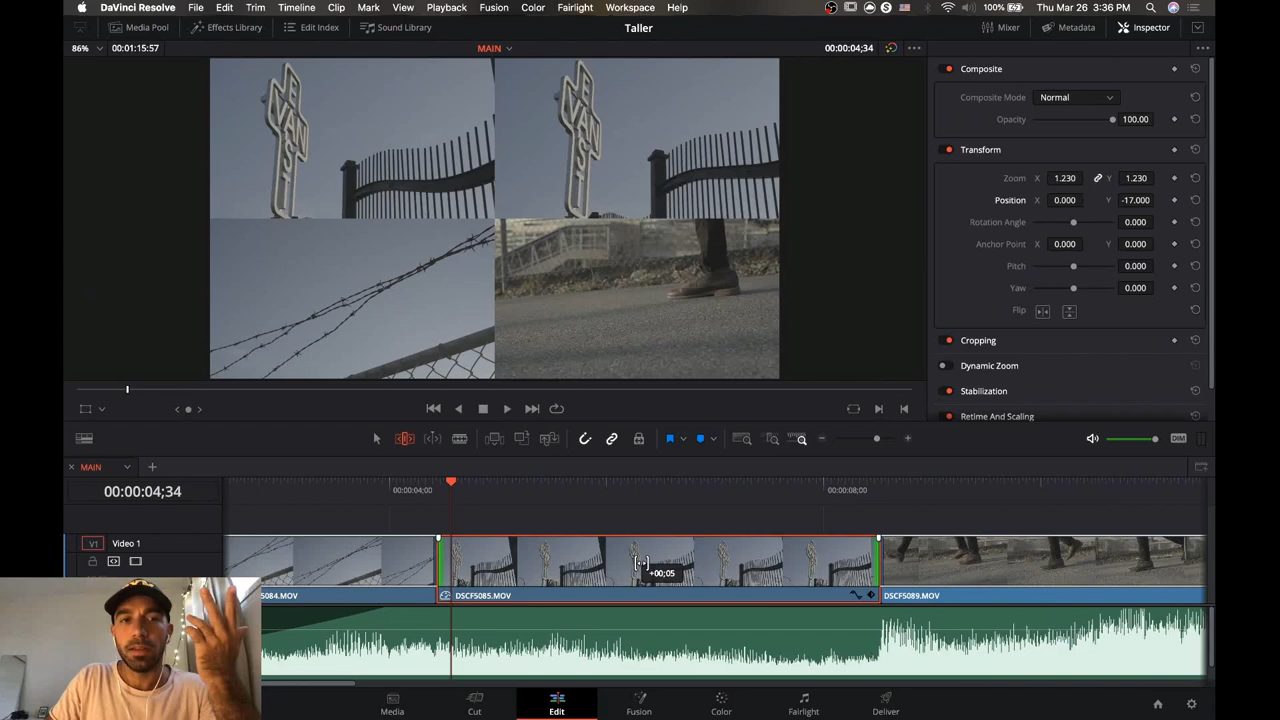 DaVinci Resolve File Edit Trim Timeline Clip Mark View Playback Fusion Color Fairlight Workspace Help 100% Thu Mar 26 3:36 PM
Media Pool Effects Library Edit Index Sound Library Taller Mixer Metadata Inspector
86% 00:01:15:57 MAIN 00:00:04;34
EVANS
EVANS
Composite
Composite Mode Normal
Opacity 100.00
Transform
Zoom X 1.230 Y 1.230
Position X 0.000 Y -17.000
Rotation Angle 0.000
Anchor Point X 0.000 Y 0.000
Pitch 0.000
Yaw 0.000
Flip
Cropping
Dynamic Zoom
Stabilization
Retime And Scaling
DIM
MAIN
00:00:04;34 00:00:04;00 00:00:08;00
V1 Video 1
+00;05
5084.MOV DSCF5085.MOV DSCF5089.MOV
Media Cut Edit Fusion Color Fairlight Deliver